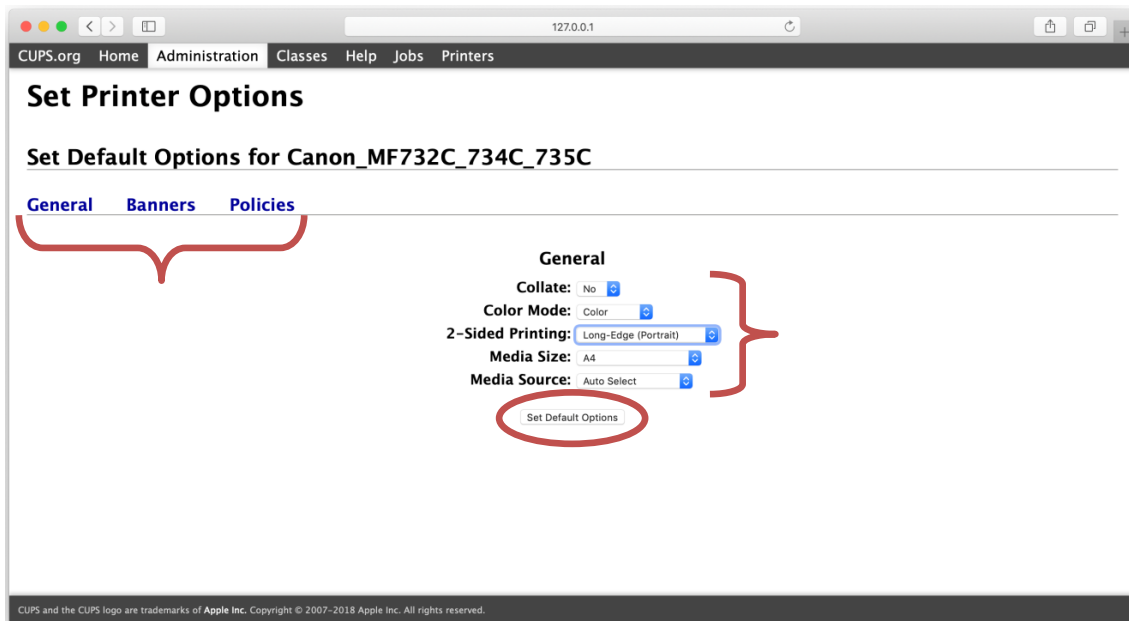 127.0.0.1
CUPS.org Home Administration Classes Help Jobs Printers
Set Printer Options
Set Default Options for Canon_MF732C_734C_735C
General Banners Policies
General
Collate: No
Color Mode: Color
2-Sided Printing: Long-Edge (Portrait)
Media Size: A4
Media Source: Auto Select
Set Default Options
CUPS and the CUPS logo are trademarks of Apple Inc. Copyright © 2007-2018 Apple Inc. All rights reserved.